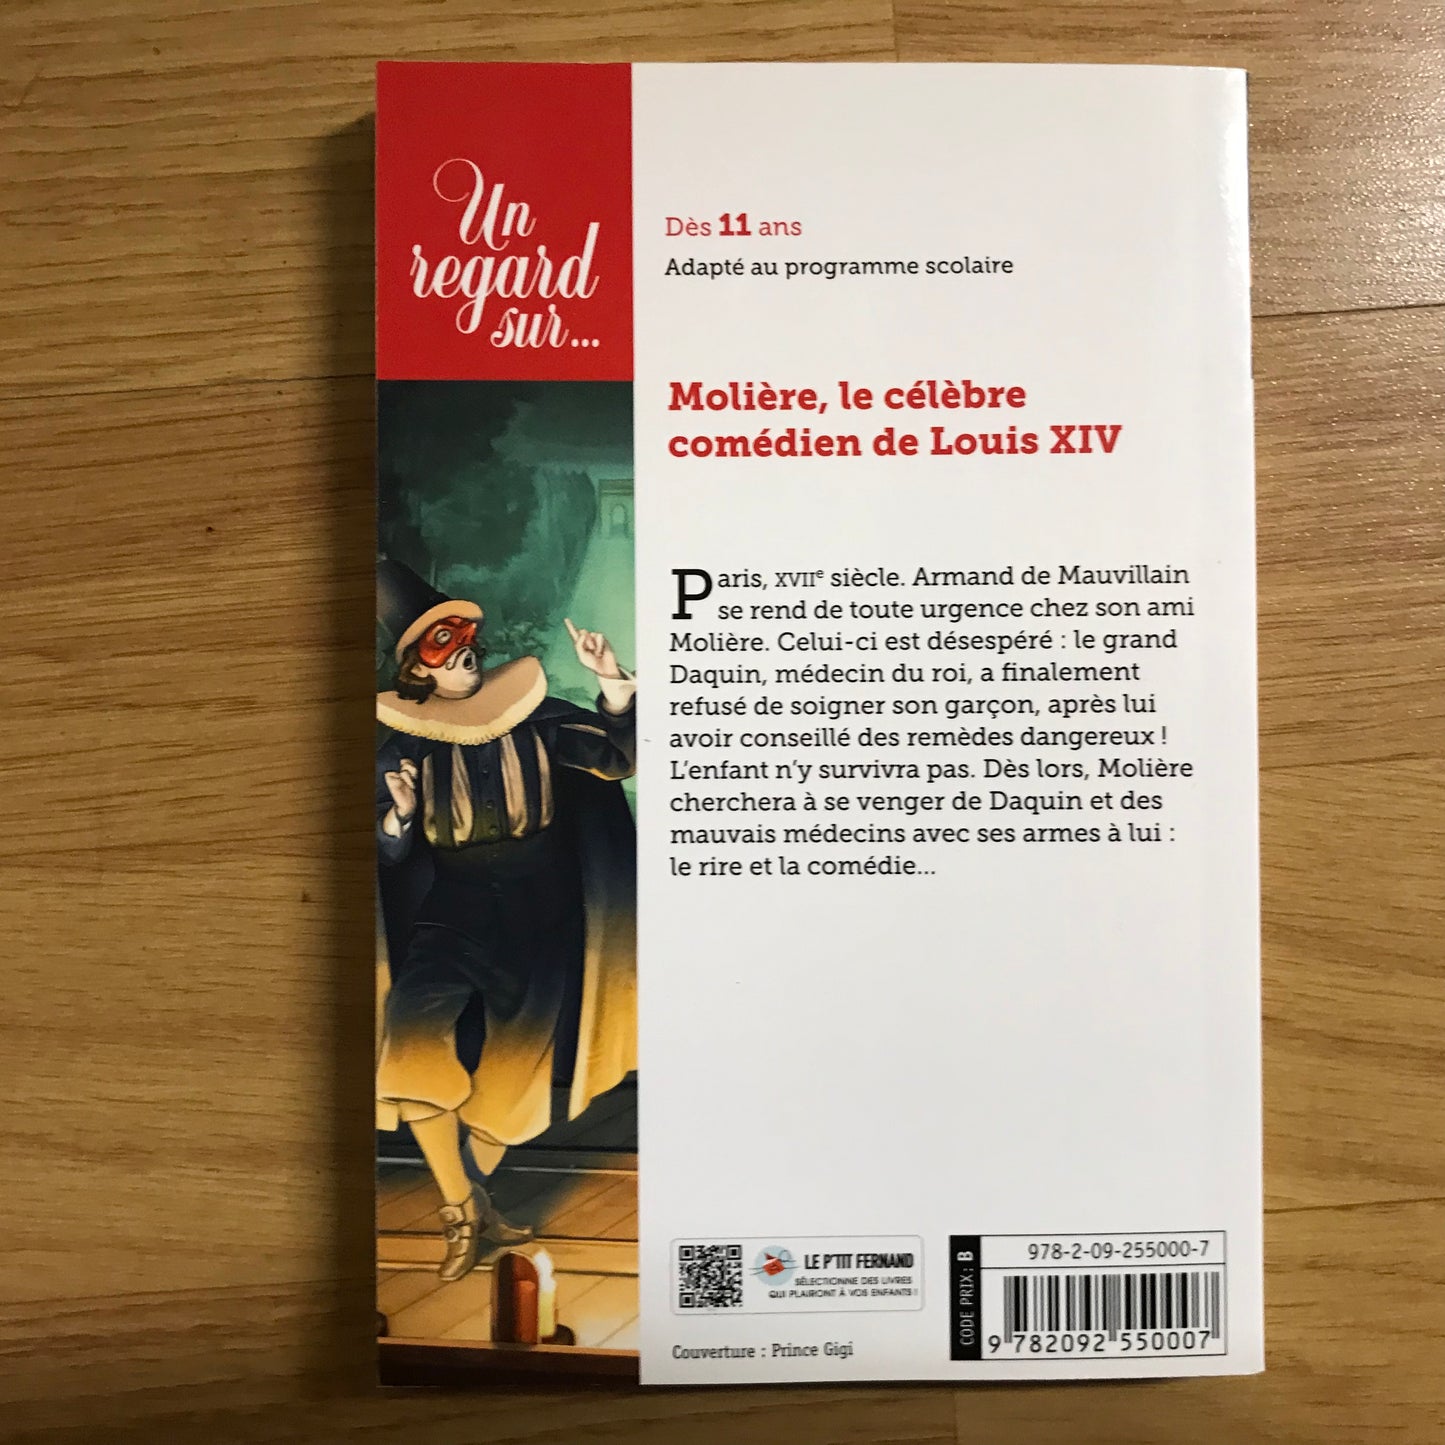 Un
regard
sur...
Dès 11 ans
Adapté au programme scolaire
Molière, le célèbre
comédien de Louis XIV
Paris, XVIIe siècle. Armand de Mauvillain
se rend de toute urgence chez son ami
Molière. Celui-ci est désespéré : le grand
Daquin, médecin du roi, a finalement
refusé de soigner son garçon, après lui
avoir conseillé des remèdes dangereux !
L'enfant n'y survivra pas. Dès lors, Molière
cherchera à se venger de Daquin et des
mauvais médecins avec ses armes à lui :
le rire et la comédie...
LE P'TIT FERNAND
SÉLECTIONNE DES LIVRES
QUI PLAIRONT À VOS ENFANTS !
Couverture : Prince Gigi
CODE PRIX : B
978-2-09-255000-7
9 782092 550007